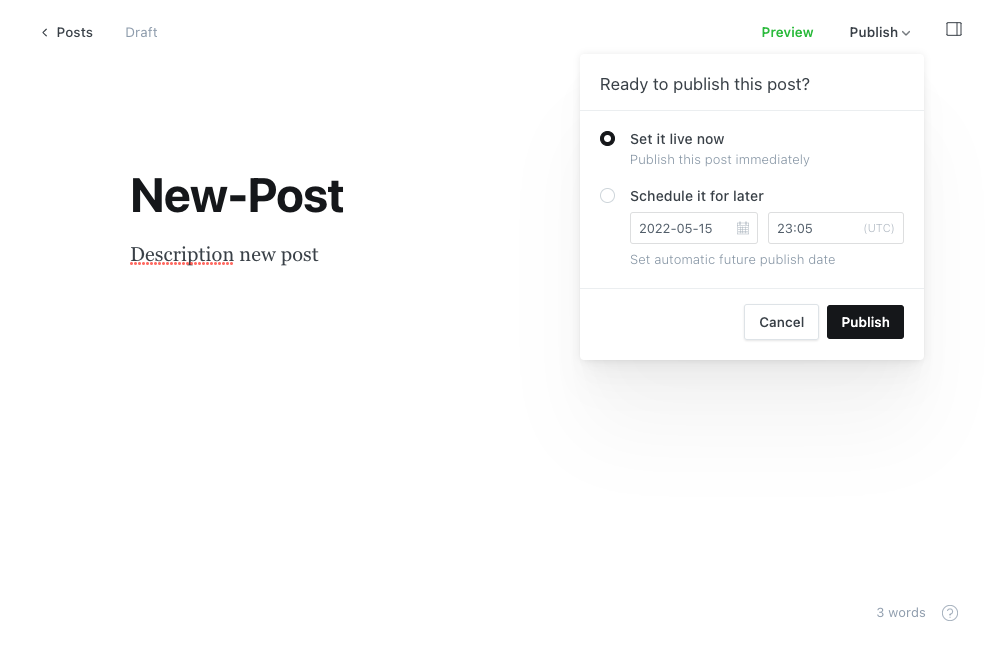 Posts
Draft
Preview
Publish
Ready to publish this post?
Set it live now
Publish this post immediately
Schedule it for later
2022-05-15
23:05
(UTC)
Set automatic future publish date
Cancel
Publish
New-Post
Description new post
3 words
?